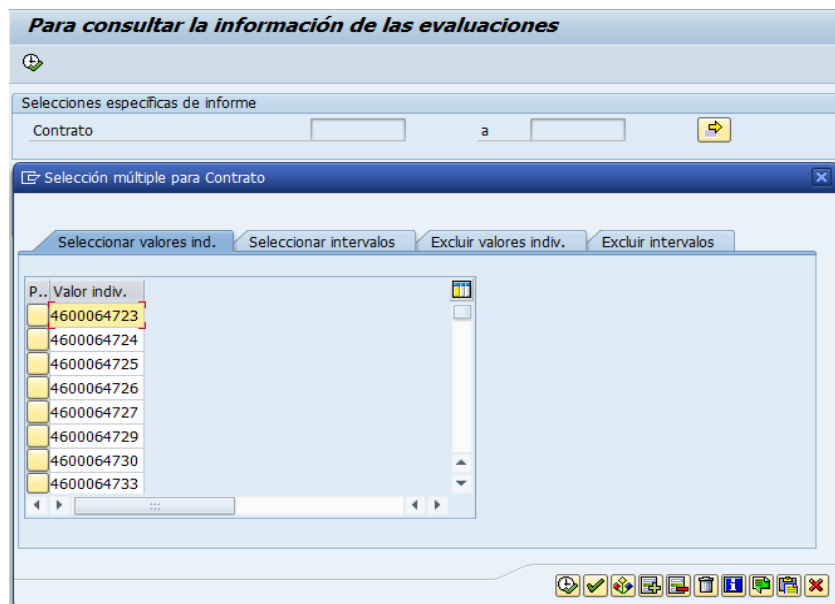 Para consultar la información de las evaluaciones
Selecciones específicas de informe
Contrato a
Selección múltiple para Contrato
Seleccionar valores ind. Seleccionar intervalos Excluir valores indiv. Excluir intervalos
P.. Valor indiv.
4600064723
4600064724
4600064725
4600064726
4600064727
4600064729
4600064730
4600064733